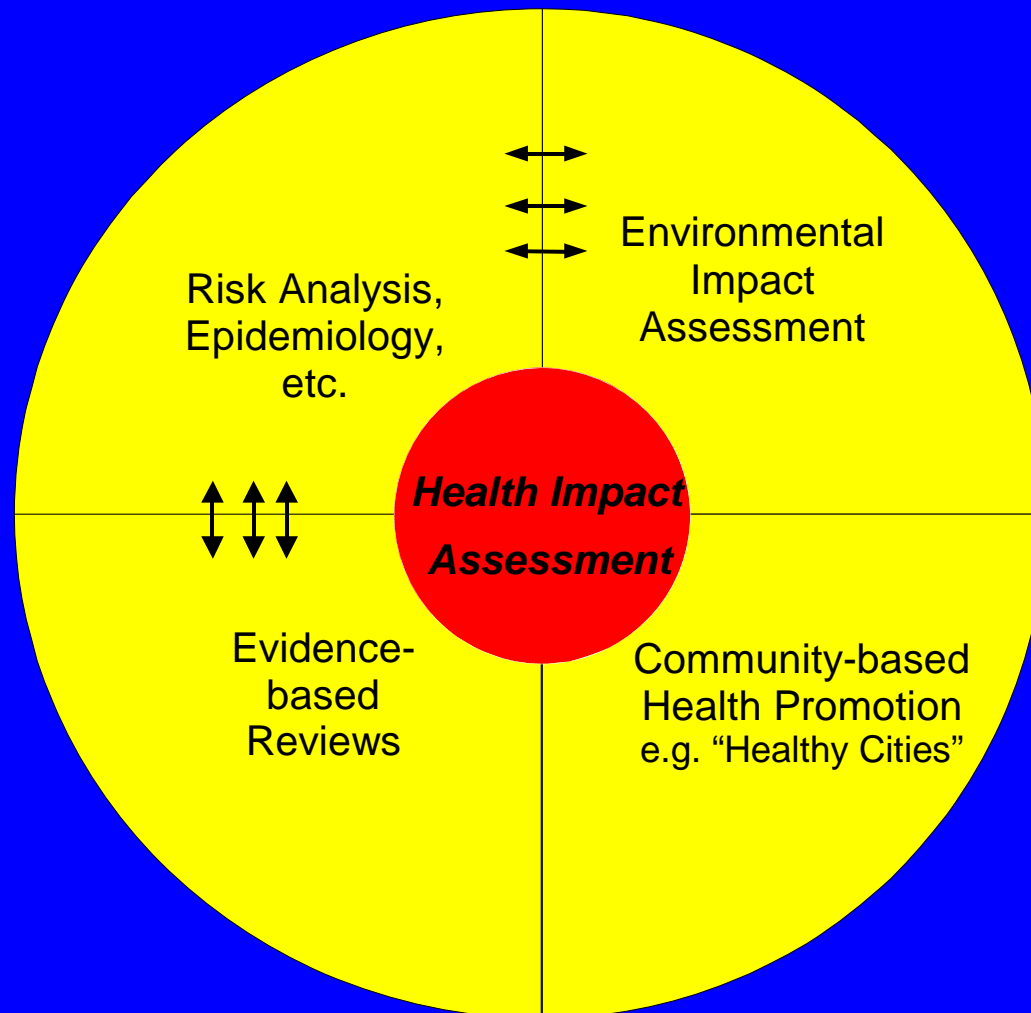 Risk Analysis,
Epidemiology,
etc.
Environmental
Impact
Assessment
Health Impact
Assessment
Evidence-
based
Reviews
Community-based
Health Promotion
e.g. “Healthy Cities”